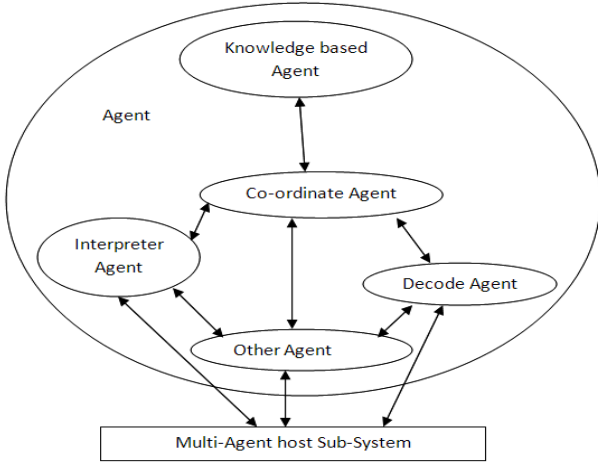 Knowledge based
Agent
Agent
Co-ordinate Agent
Interpreter
Agent
Decode Agent
Other Agent
Multi-Agent host Sub-System